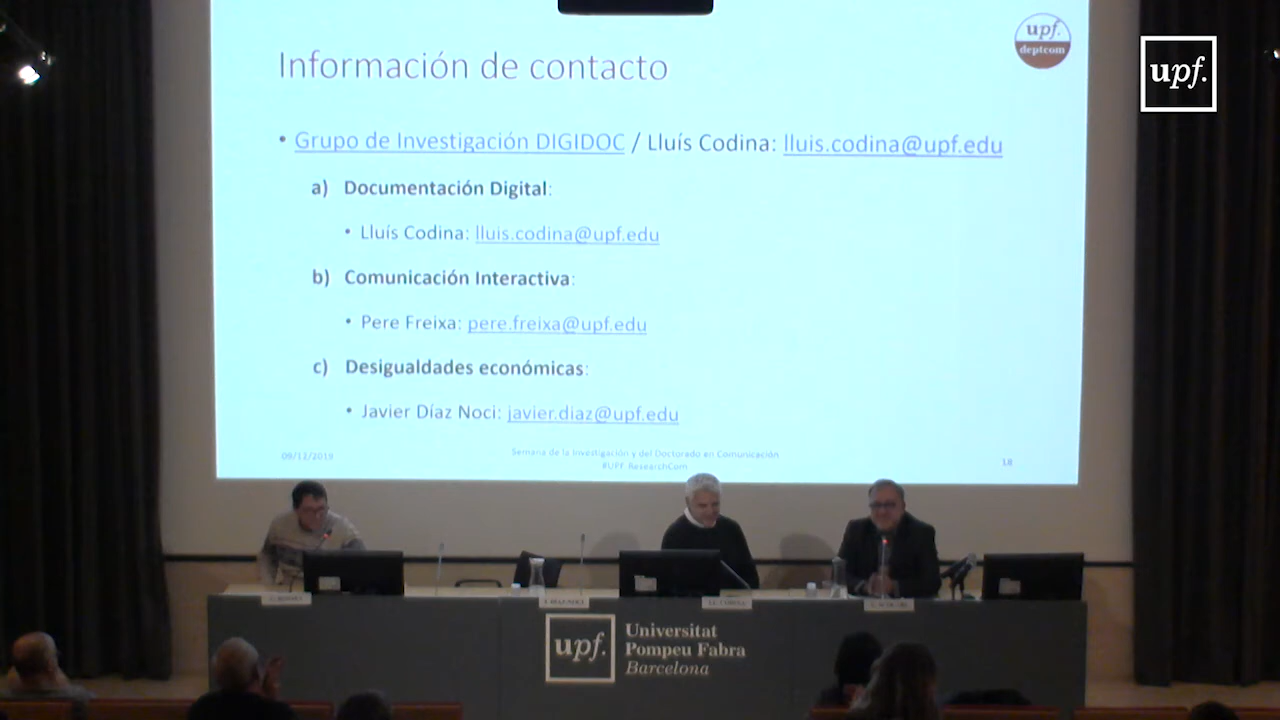 upf.
deptcom
upf.
Información de contacto
• Grupo de Investigación DIGIDOC / Lluís Codina: lluis.codina@upf.edu
a) Documentación Digital:
• Lluís Codina: lluis.codina@upf.edu
b) Comunicación Interactiva:
• Pere Freixa: pere.freixa@upf.edu
c) Desigualdades económicas:
• Javier Díaz Noci: javier.diaz@upf.edu
09/12/2019
Semana de la Investigación y del Doctorado en Comunicación
#UPF_ResearchCom
18
upf.
Universitat
Pompeu Fabra
Barcelona